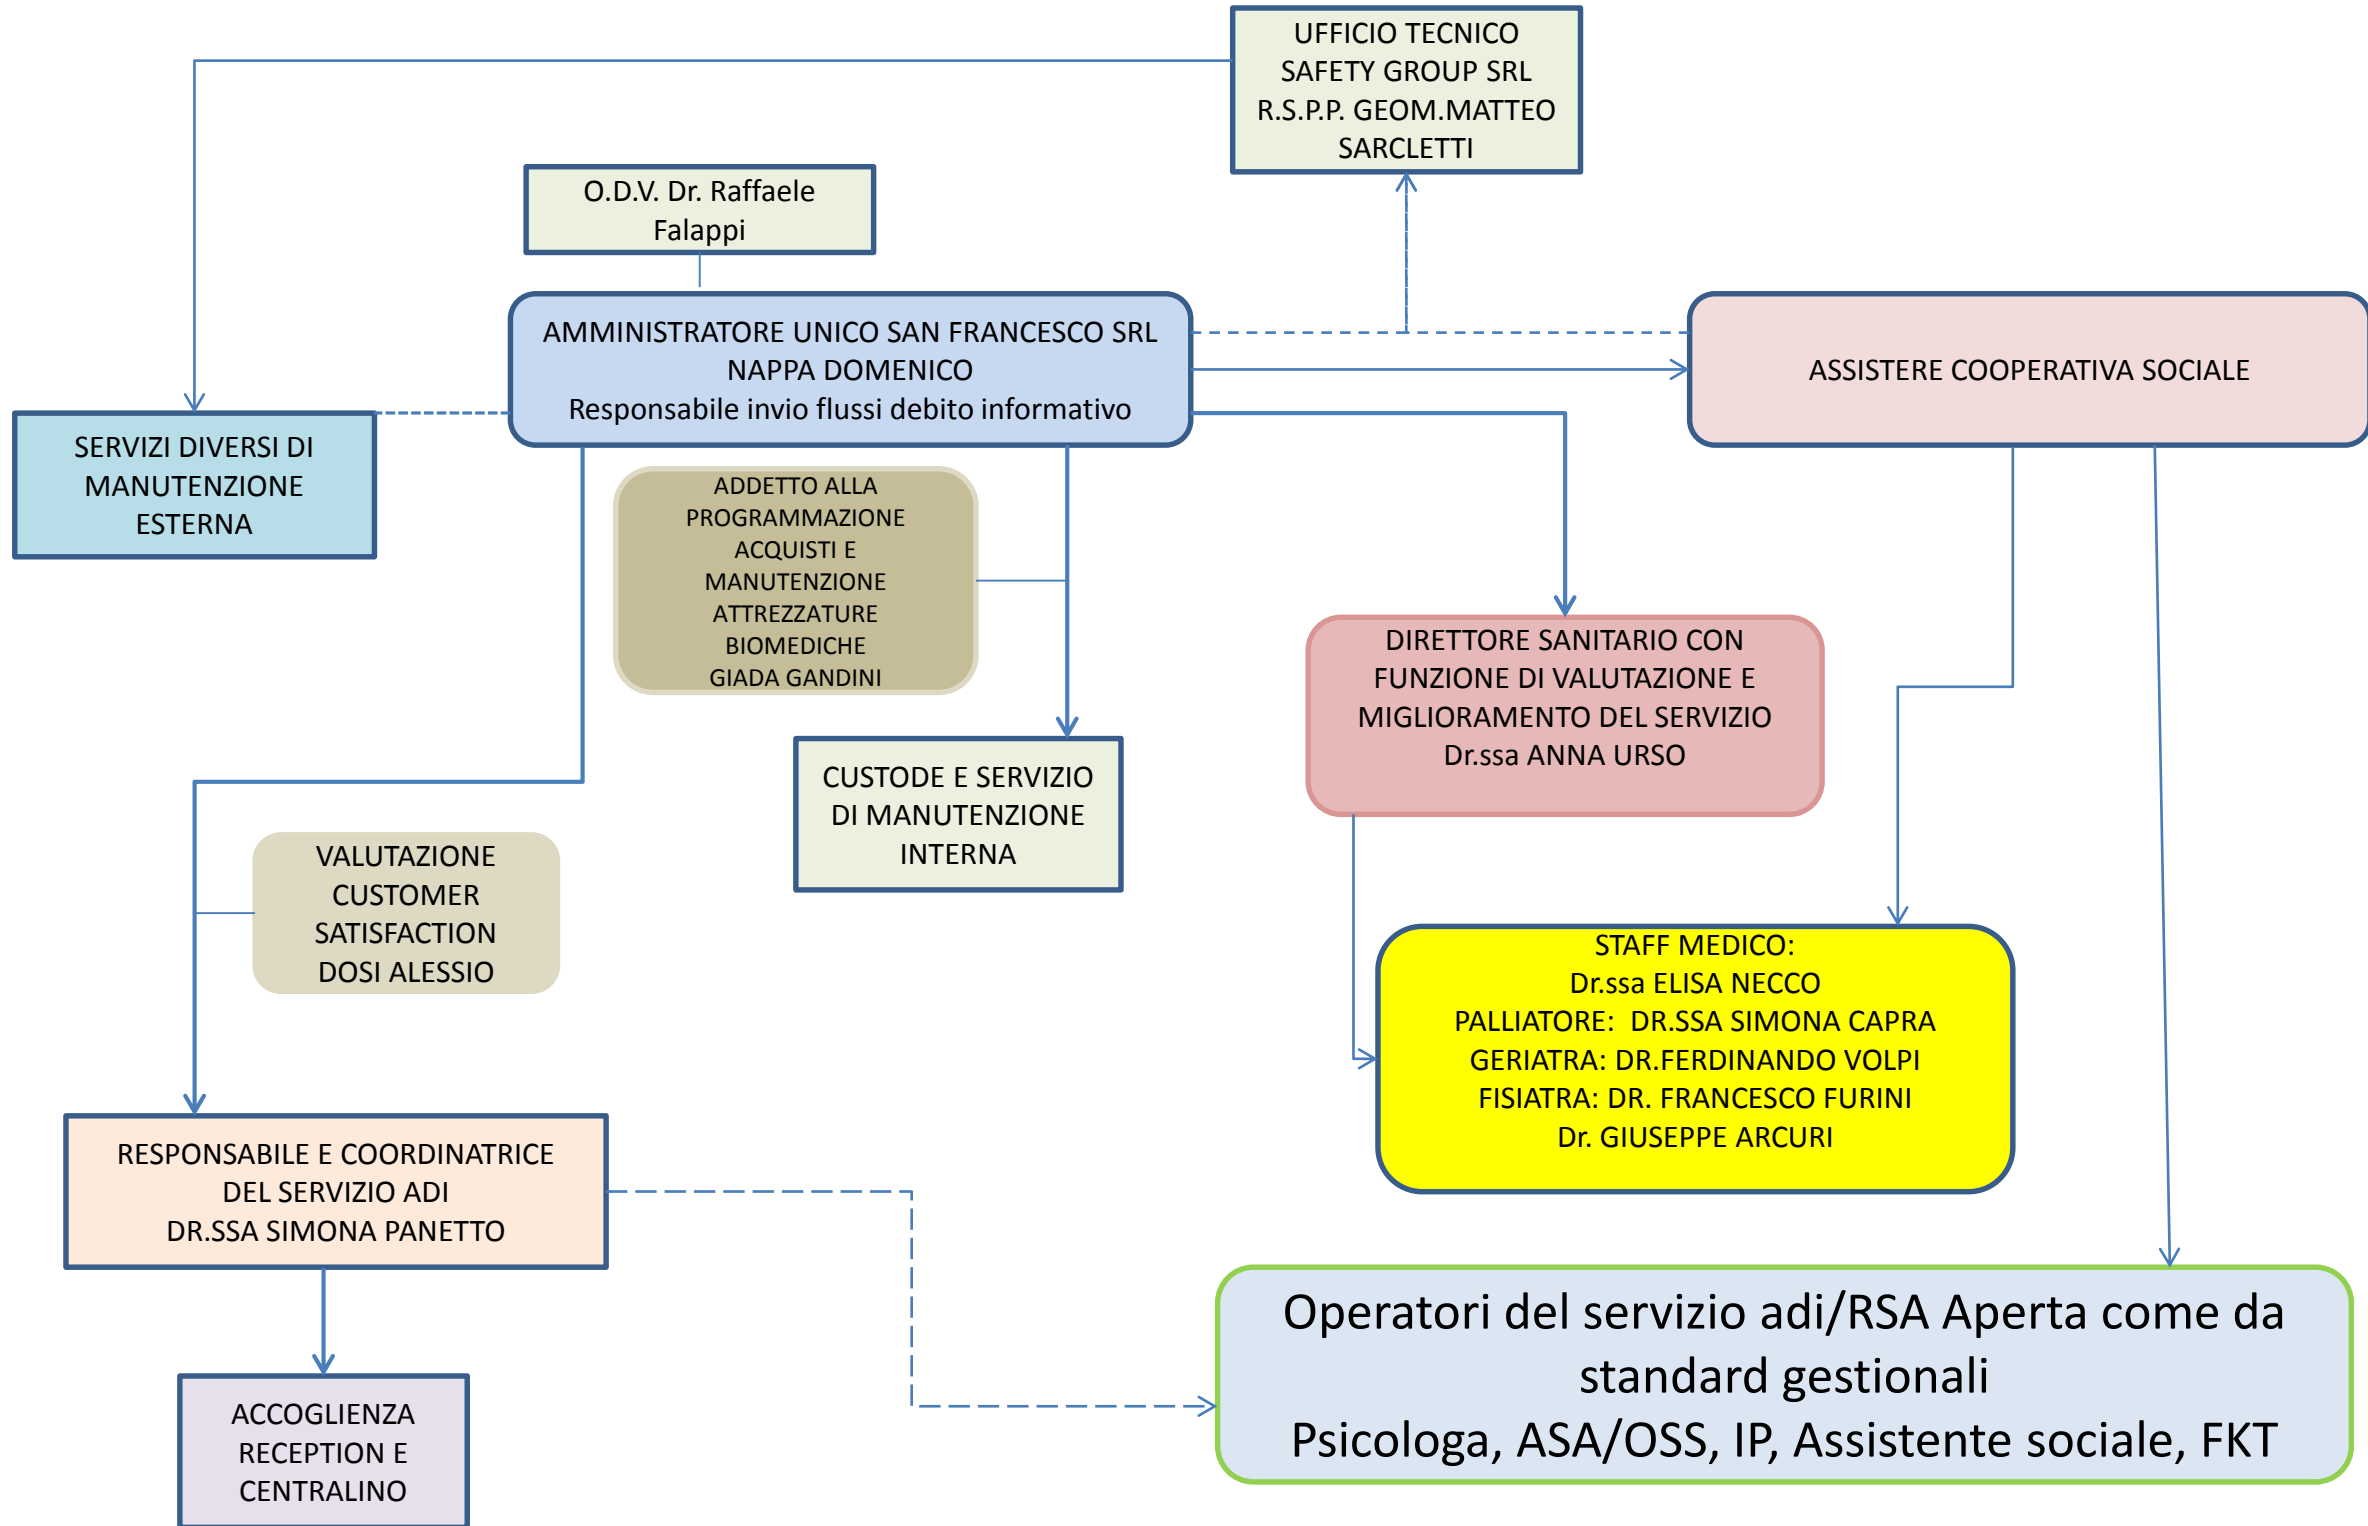 UFFICIO TECNICO
SAFETY GROUP SRL
R.S.P.P. GEOM.MATTEO
SARCLETTI
O.D.V. Dr. Raffaele
Falappi
AMMINISTRATORE UNICO SAN FRANCESCO SRL
NAPPA DOMENICO
Responsabile invio flussi debito informativo
ASSISTERE COOPERATIVA SOCIALE
SERVIZI DIVERSI DI
MANUTENZIONE
ESTERNA
ADDETTO ALLA
PROGRAMMAZIONE
ACQUISTI E
MANUTENZIONE
ATTREZZATURE
BIOMEDICHE
GIADA GANDINI
DIRETTORE SANITARIO CON
FUNZIONE DI VALUTAZIONE E
MIGLIORAMENTO DEL SERVIZIO
Dr.ssa ANNA URSO
CUSTODE E SERVIZIO
DI MANUTENZIONE
INTERNA
VALUTAZIONE
CUSTOMER
SATISFACTION
DOSI ALESSIO
STAFF MEDICO:
Dr.ssa ELISA NECCO
PALLIATORE:  DR.SSA SIMONA CAPRA
GERIATRA: DR.FERDINANDO VOLPI
FISIATRA: DR. FRANCESCO FURINI
Dr. GIUSEPPE ARCURI
RESPONSABILE E COORDINATRICE
DEL SERVIZIO ADI
DR.SSA SIMONA PANETTO
Operatori del servizio adi/RSA Aperta come da
standard gestionali
Psicologa, ASA/OSS, IP, Assistente sociale, FKT
ACCOGLIENZA
RECEPTION E
CENTRALINO